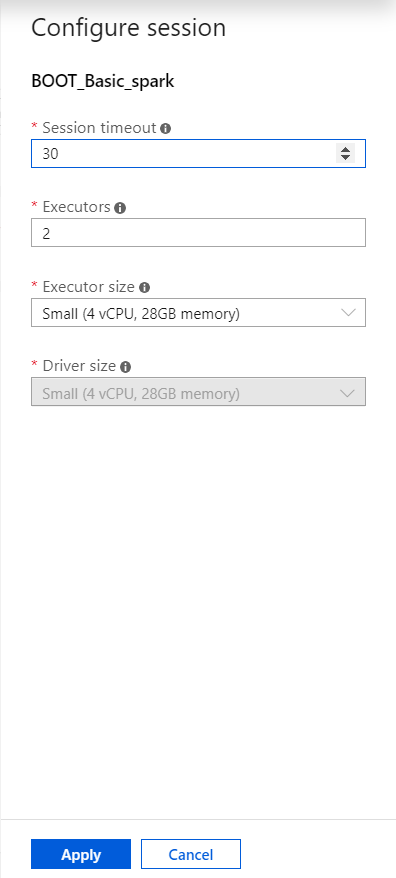 Configure session
BOOT_Basic_spark
* Session timeout
30
* Executors
2
* Executor size
Small (4 vCPU, 28GB memory)
* Driver size
Small (4 vCPU, 28GB memory)
Apply Cancel